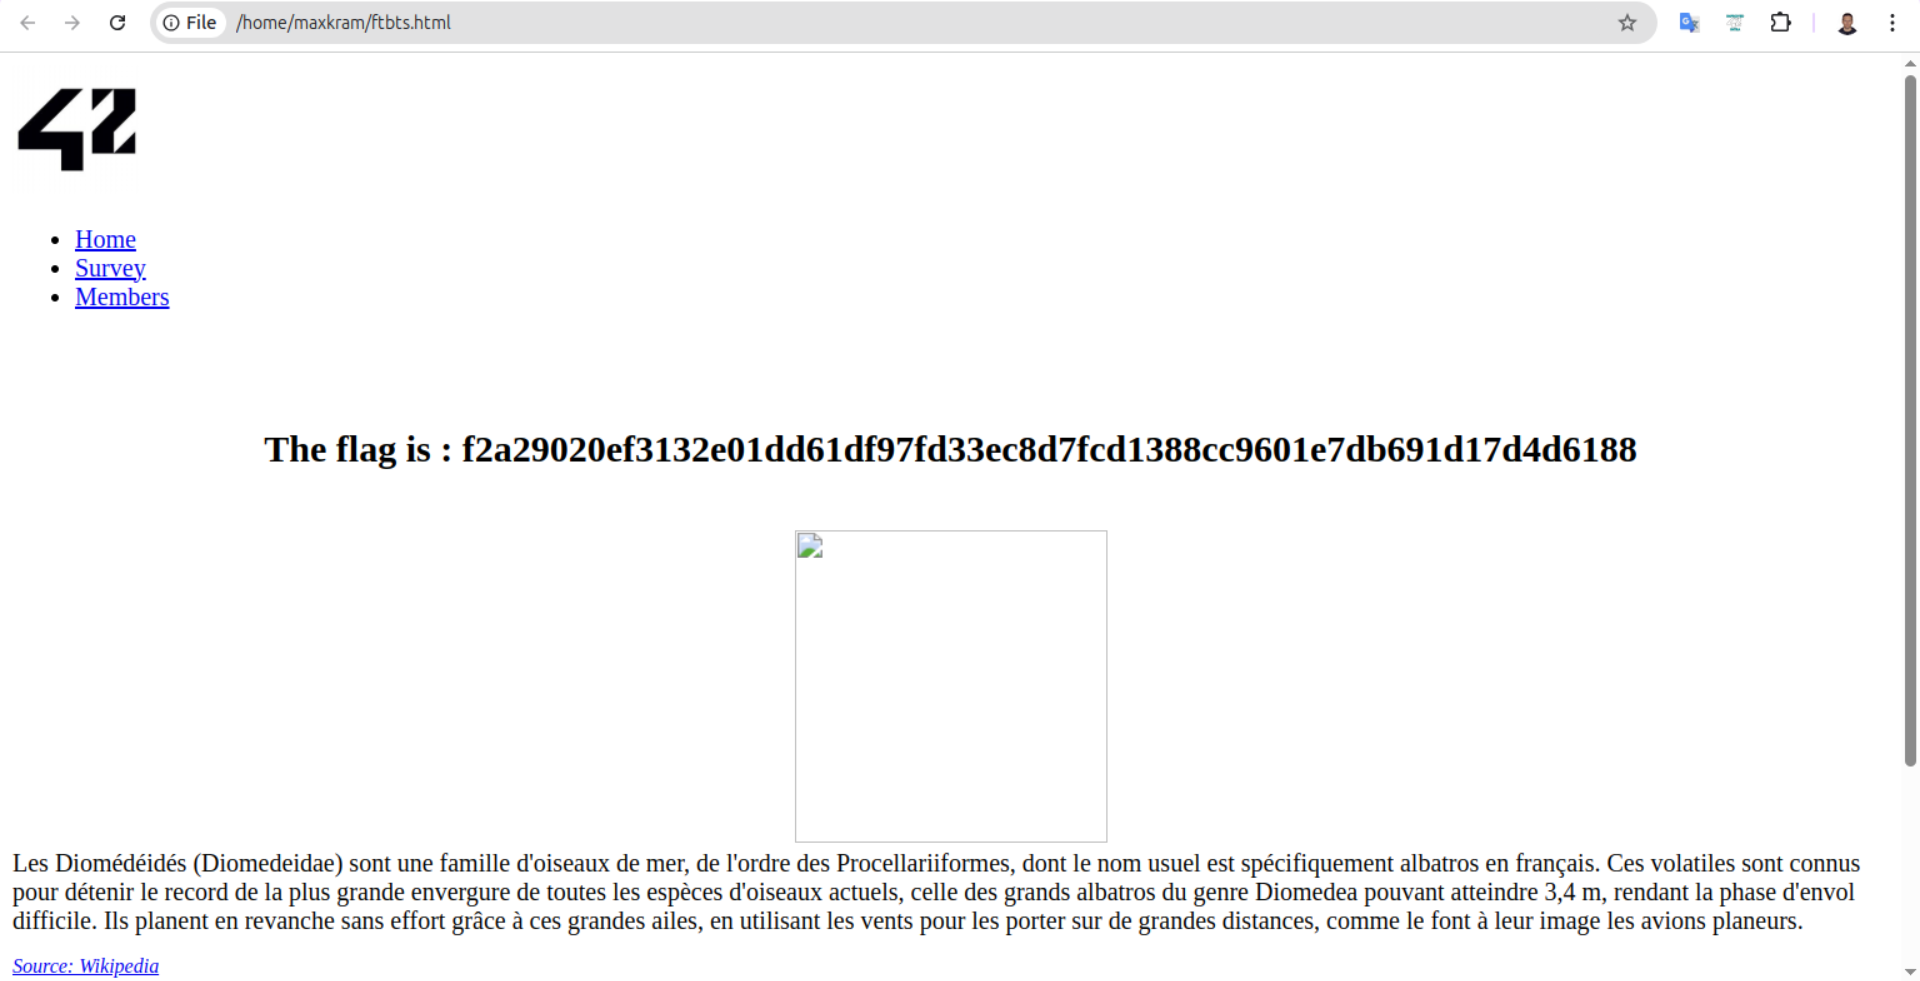 File /home/maxkram/ftbts.html
42
Home
Survey
Members
The flag is : f2a29020ef3132e01dd61df97fd33ec8d7fcd1388cc9601e7db691d17d4d6188
Les Diomédéidés (Diomedeidae) sont une famille d'oiseaux de mer, de l'ordre des Procellariiformes, dont le nom usuel est spécifiquement albatros en français. Ces volatiles sont connus
pour détenir le record de la plus grande envergure de toutes les espèces d'oiseaux actuels, celle des grands albatros du genre Diomedea pouvant atteindre 3,4 m, rendant la phase d'envol
difficile. Ils planent en revanche sans effort grâce à ces grandes ailes, en utilisant les vents pour les porter sur de grandes distances, comme le font à leur image les avions planeurs.
Source: Wikipedia